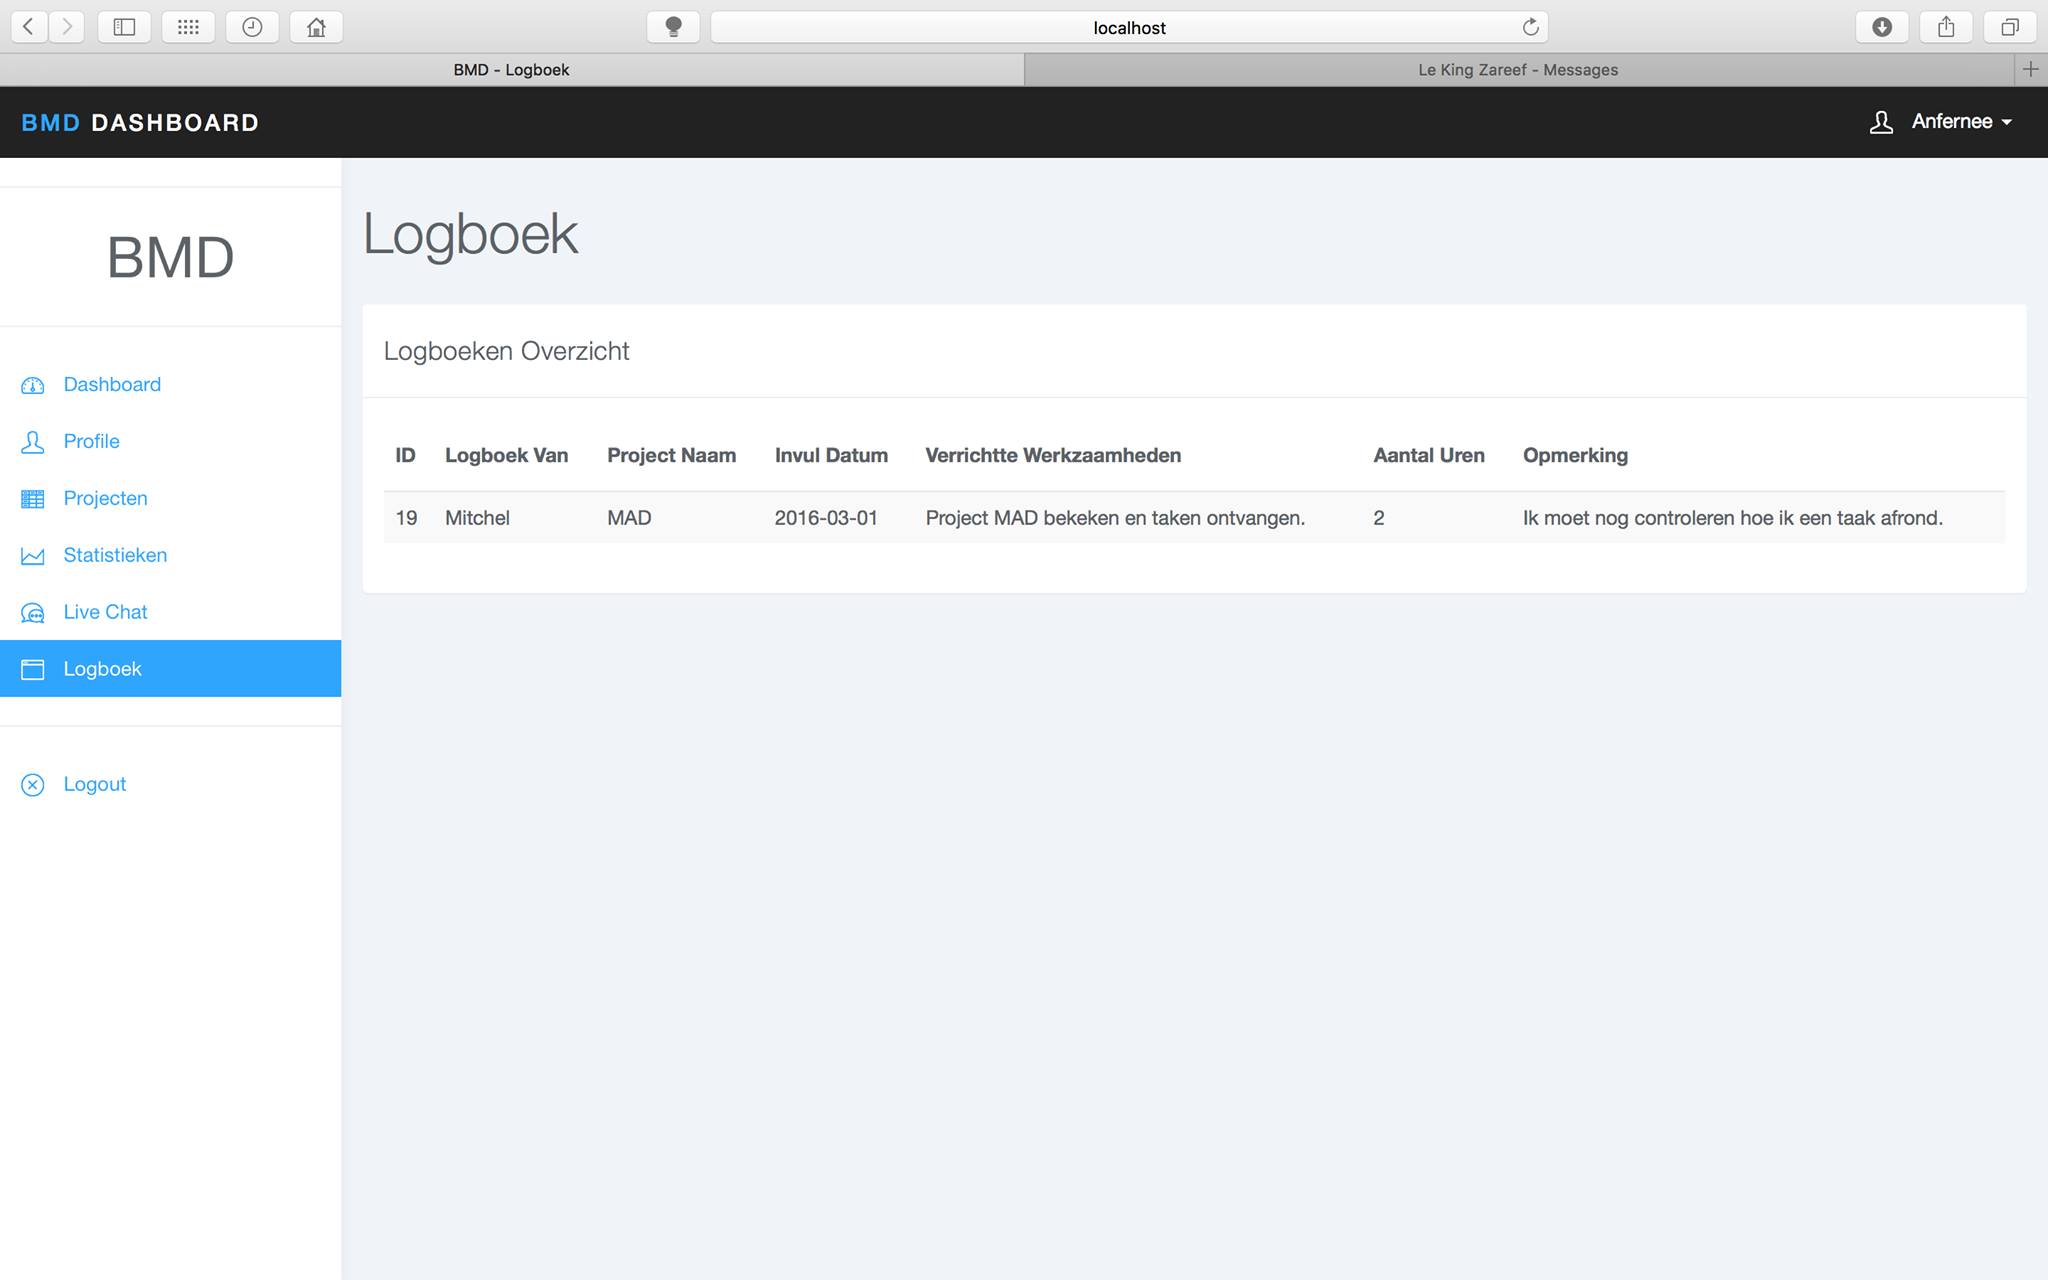 localhost
BMD - Logboek
Le King Zareef - Messages
BMD DASHBOARD
Anfernee
BMD
Dashboard
Profile
Projecten
Statistieken
Live Chat
Logboek
Logout
Logboek
Logboeken Overzicht
ID Logboek Van Project Naam Invul Datum Verrichtte Werkzaamheden Aantal Uren Opmerking
19 Mitchel MAD 2016-03-01 Project MAD bekeken en taken ontvangen. 2 Ik moet nog controleren hoe ik een taak afrond.